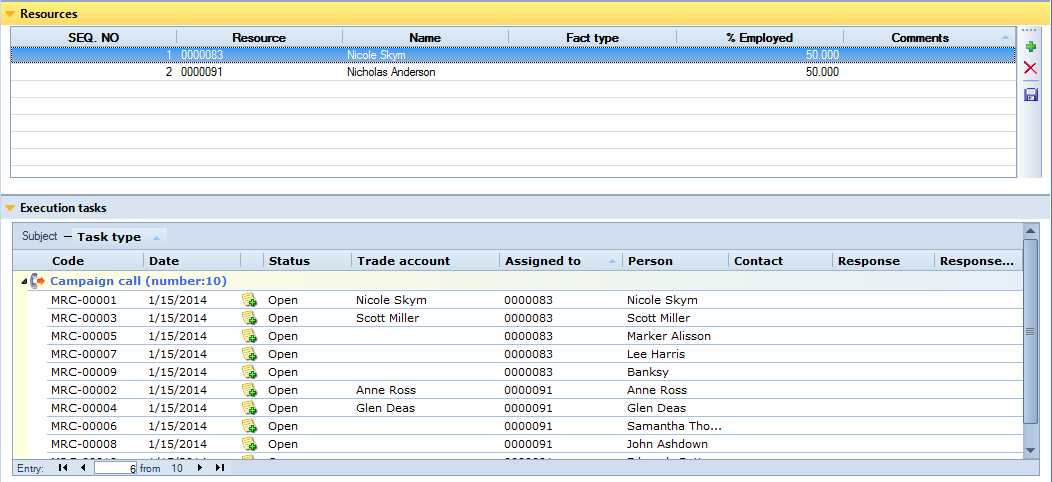 Resources
SEQ. NO Resource Name Fact type % Employed Comments
1 0000083 Nicole Skym 50.000
2 0000091 Nicholas Anderson 50.000
Execution tasks
Subject – Task type
Code Date Status Trade account Assigned to Person Contact Response Response...
Campaign call (number:10)
MRC-00001 1/15/2014 Open Nicole Skym 0000083 Nicole Skym
MRC-00003 1/15/2014 Open Scott Miller 0000083 Scott Miller
MRC-00005 1/15/2014 Open 0000083 Marker Alisson
MRC-00007 1/15/2014 Open 0000083 Lee Harris
MRC-00009 1/15/2014 Open 0000083 Banksy
MRC-00002 1/15/2014 Open Anne Ross 0000091 Anne Ross
MRC-00004 1/15/2014 Open Glen Deas 0000091 Glen Deas
MRC-00006 1/15/2014 Open 0000091 Samantha Tho...
MRC-00008 1/15/2014 Open 0000091 John Ashdown
Entry: 6 from 10